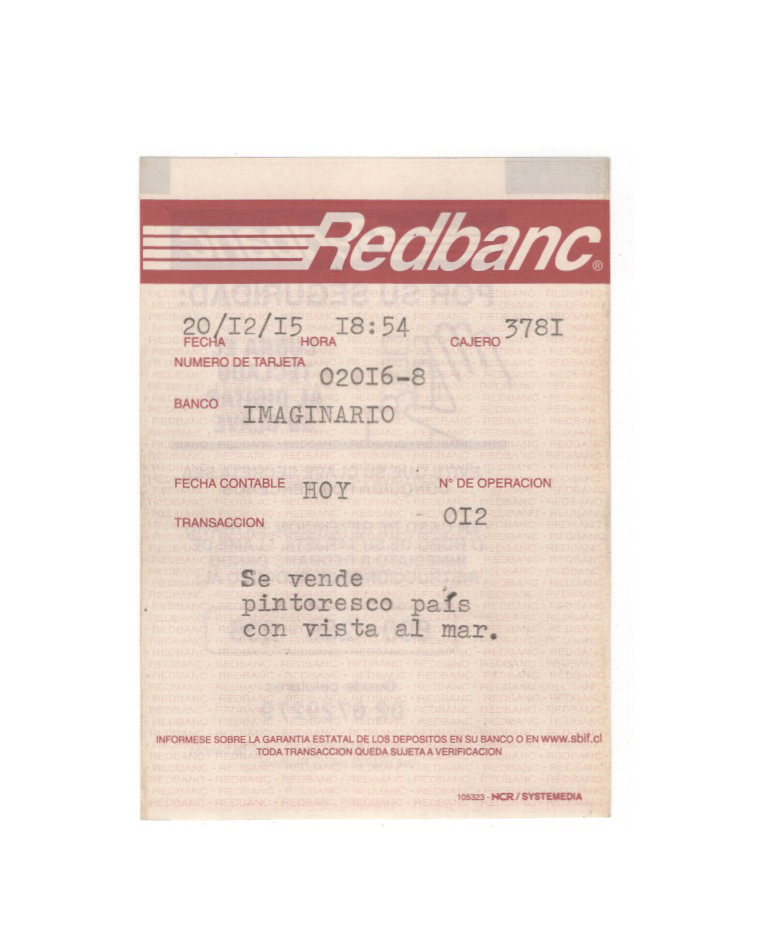 Redbanc®
20/I2/I5 I8:54 378I
FECHA HORA CAJERO
NUMERO DE TARJETA 020I6-8
BANCO IMAGINARIO
FECHA CONTABLE HOY N° DE OPERACION
TRANSACCION 0I2
Se vende
pintoresco país
con vista al mar.
INFORMESE SOBRE LA GARANTIA ESTATAL DE LOS DEPOSITOS EN SU BANCO O EN www.sbif.cl
TODA TRANSACCION QUEDA SUJETA A VERIFICACION
105323 - NCR / SYSTEMEDIA